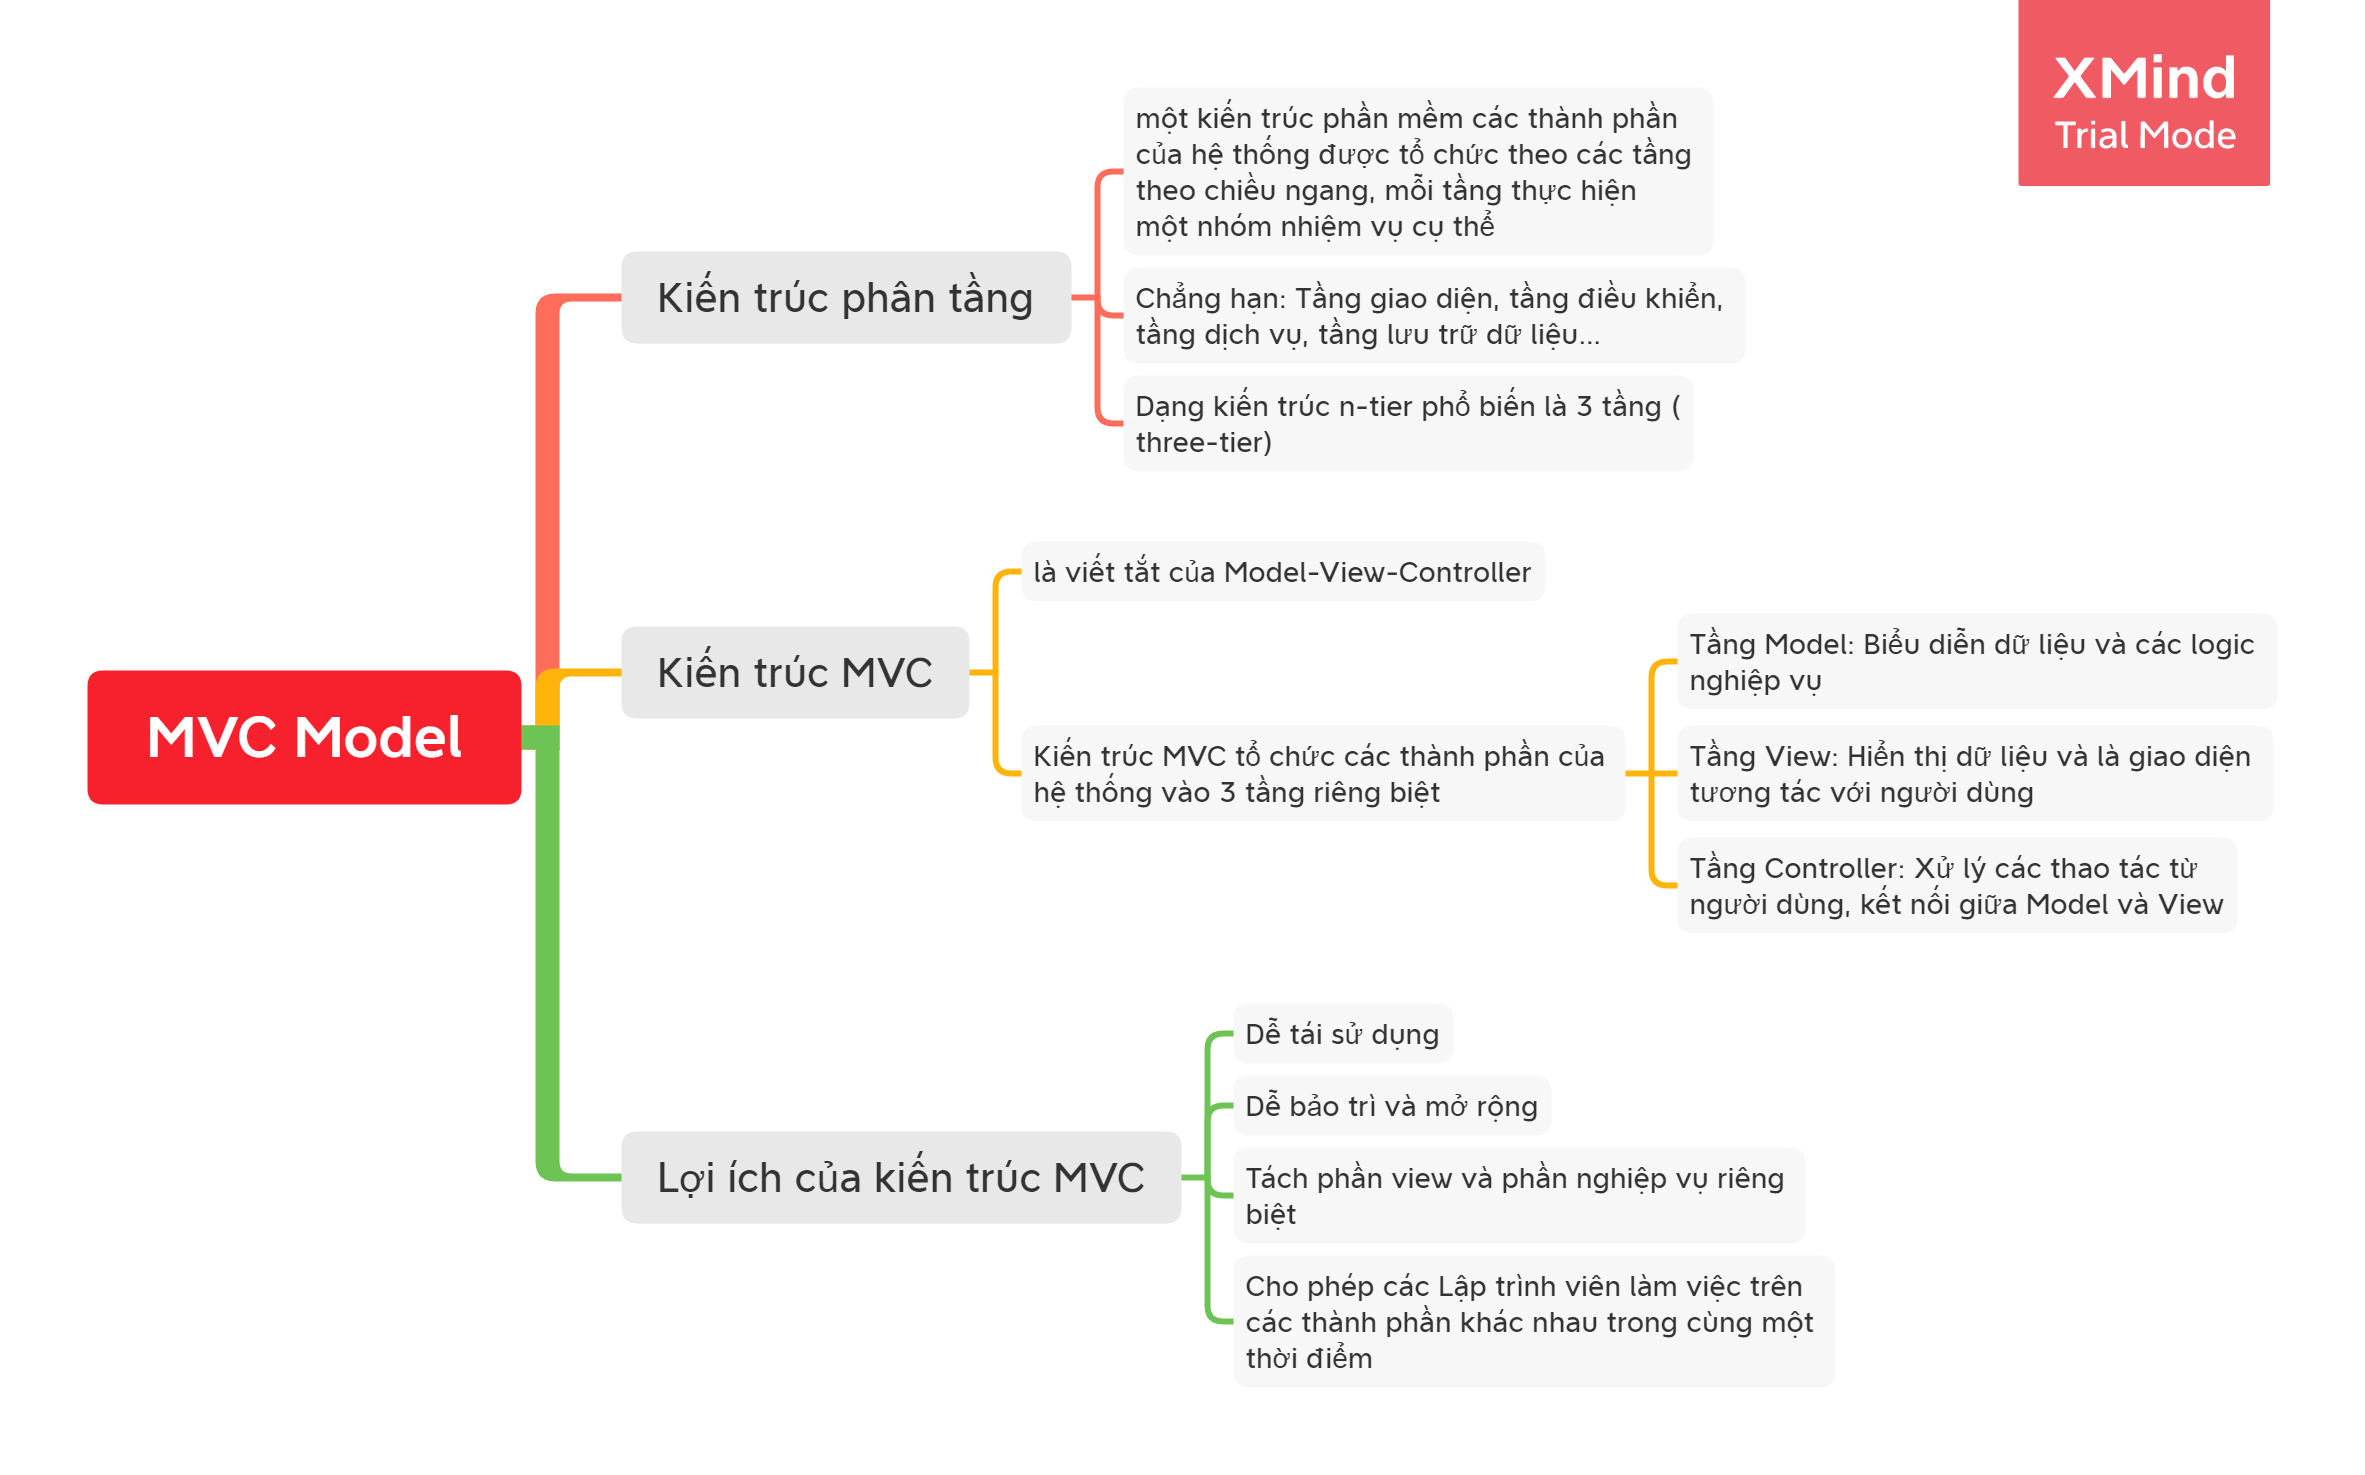 XMind
Trial Mode
một kiến trúc phần mềm các thành phần
của hệ thống được tổ chức theo các tầng
theo chiều ngang, mỗi tầng thực hiện
một nhóm nhiệm vụ cụ thể
Kiến trúc phân tầng
Chẳng hạn: Tầng giao diện, tầng điều khiển,
tầng dịch vụ, tầng lưu trữ dữ liệu...
Dạng kiến trúc n-tier phổ biến là 3 tầng (
three-tier)
MVC Model
Kiến trúc MVC
là viết tắt của Model-View-Controller
Kiến trúc MVC tổ chức các thành phần của
hệ thống vào 3 tầng riêng biệt
Tầng Model: Biểu diễn dữ liệu và các logic
nghiệp vụ
Tầng View: Hiển thị dữ liệu và là giao diện
tương tác với người dùng
Tầng Controller: Xử lý các thao tác từ
người dùng, kết nối giữa Model và View
Lợi ích của kiến trúc MVC
Dễ tái sử dụng
Dễ bảo trì và mở rộng
Tách phần view và phần nghiệp vụ riêng
biệt
Cho phép các Lập trình viên làm việc trên
các thành phần khác nhau trong cùng một
thời điểm